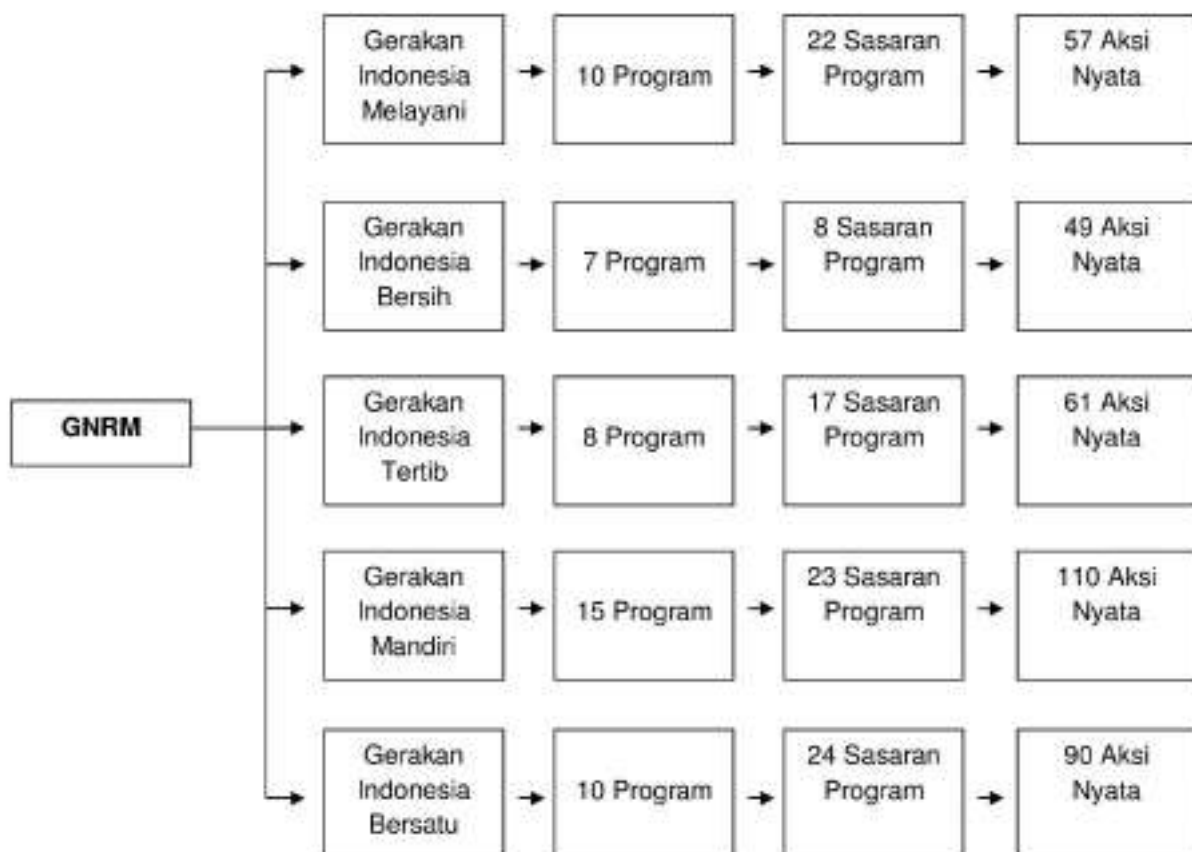 Gerakan
Indonesia
Melayani
10 Program
22 Sasaran
Program
57 Aksi
Nyata
Gerakan
Indonesia
Bersih
7 Program
8 Sasaran
Program
49 Aksi
Nyata
GNRM
Gerakan
Indonesia
Tertib
8 Program
17 Sasaran
Program
61 Aksi
Nyata
Gerakan
Indonesia
Mandiri
15 Program
23 Sasaran
Program
110 Aksi
Nyata
Gerakan
Indonesia
Bersatu
10 Program
24 Sasaran
Program
90 Aksi
Nyata